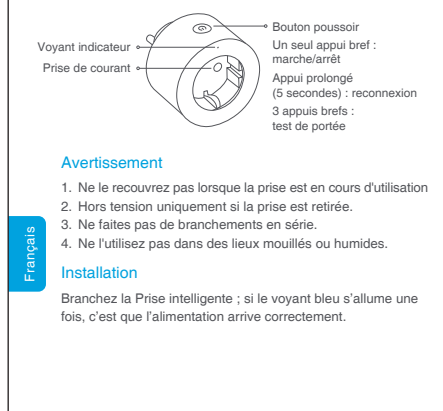 Voyant indicateur
Prise de courant
Bouton poussoir
Un seul appui bref :
marche/arrêt
Appui prolongé
(5 secondes) : reconnexion
3 appuis brefs :
test de portée
Avertissement
1. Ne le recouvrez pas lorsque la prise est en cours d'utilisation
2. Hors tension uniquement si la prise est retirée.
3. Ne faites pas de branchements en série.
4. Ne l'utilisez pas dans des lieux mouillés ou humides.
Français
Installation
Branchez la Prise intelligente ; si le voyant bleu s’allume une
fois, c’est que l’alimentation arrive correctement.